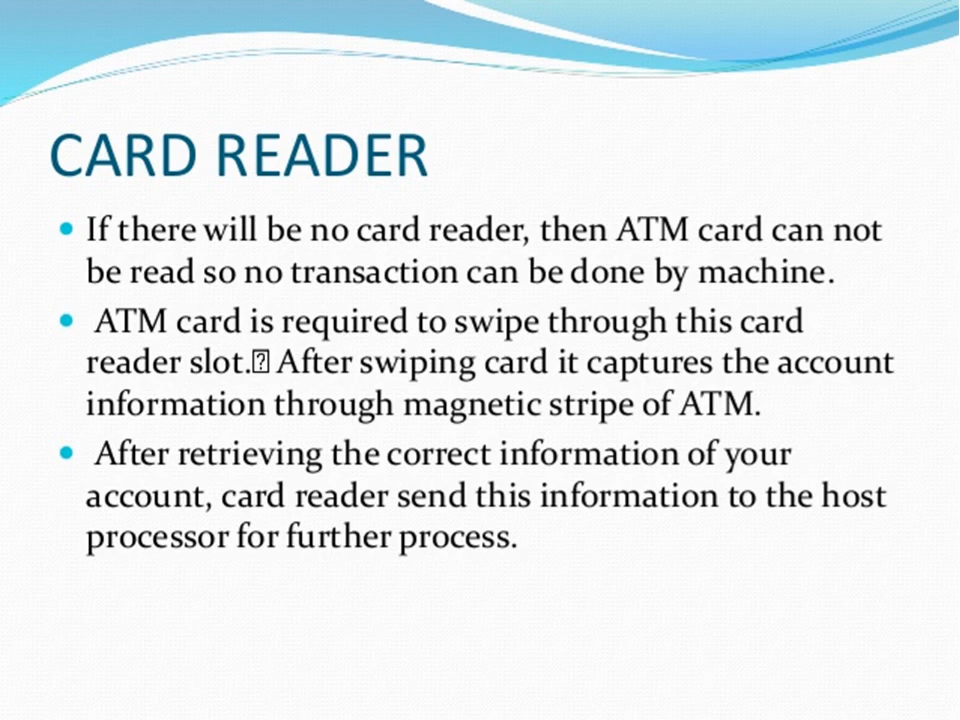 CARD READER
• If there will be no card reader, then ATM card can not
be read so no transaction can be done by machine.
• ATM card is required to swipe through this card
reader slot.⍰ After swiping card it captures the account
information through magnetic stripe of ATM.
• After retrieving the correct information of your
account, card reader send this information to the host
processor for further process.